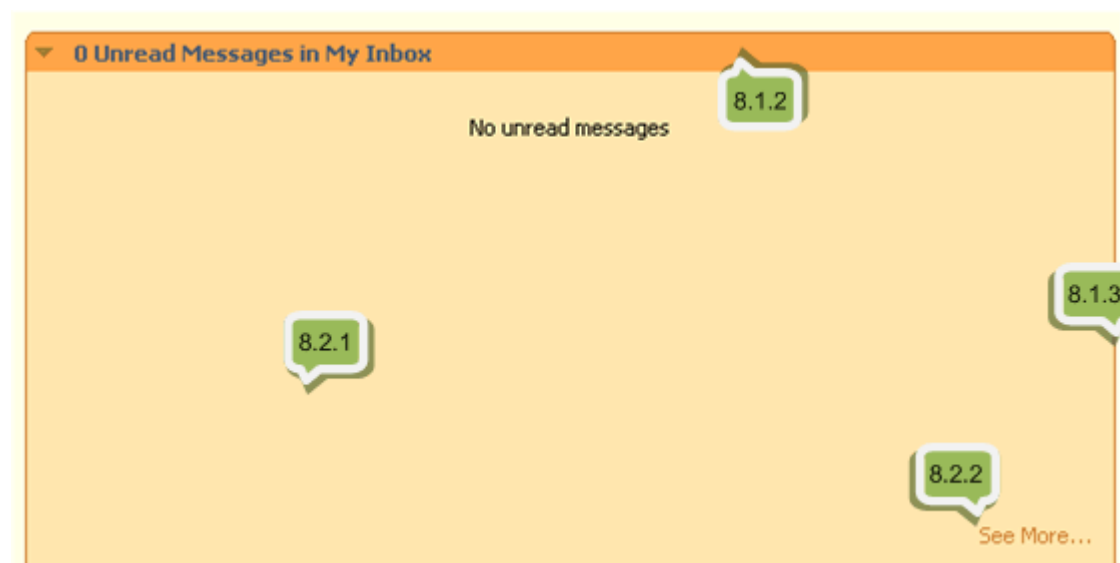 0 Unread Messages in My Inbox
8.1.2
No unread messages
8.1.3
8.2.1
8.2.2
See More...